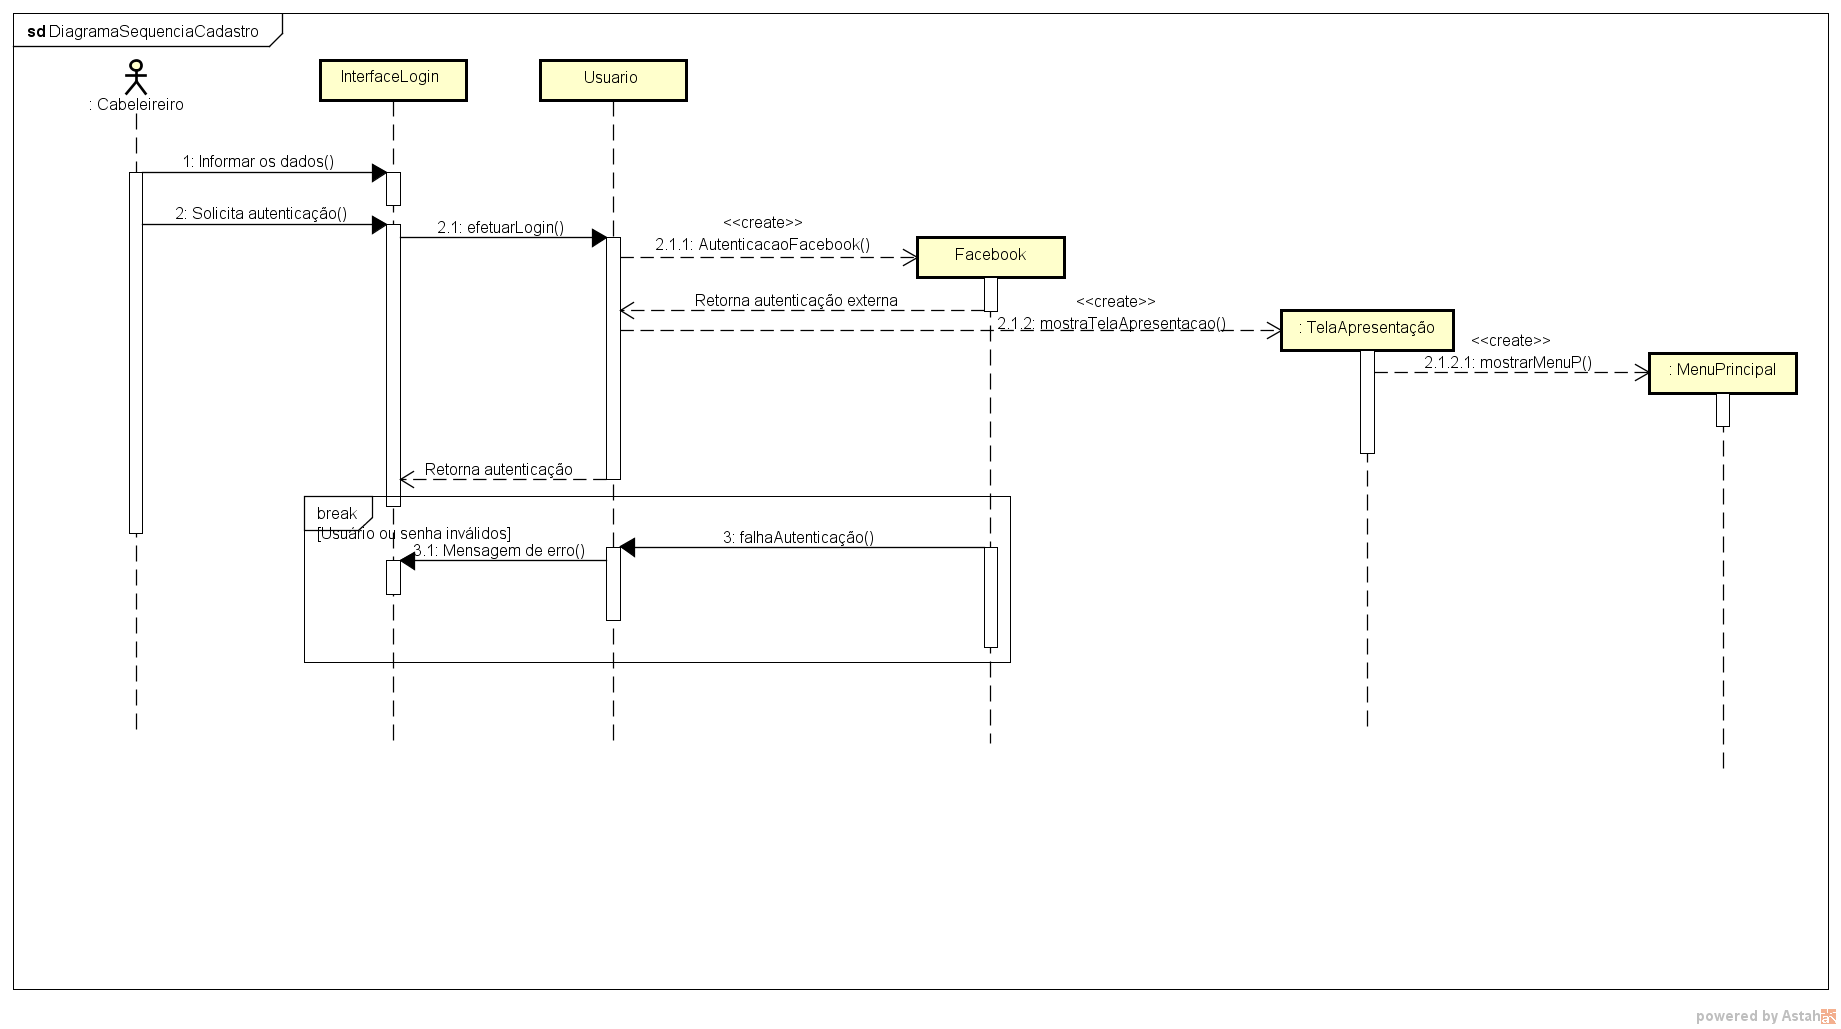 sd DiagramaSequenciaCadastro
: Cabeleireiro
InterfaceLogin
Usuario
1: Informar os dados()
2: Solicita autenticação()
2.1: efetuarLogin()
<<create>>
2.1.1: AutenticacaoFacebook()
Facebook
Retorna autenticação externa
<<create>>
2.1.2: mostraTelaApresentacao()
: TelaApresentação
<<create>>
2.1.2.1: mostrarMenuP()
: MenuPrincipal
Retorna autenticação
break
[Usuário ou senha inválidos]
3: falhaAutenticação()
3.1: Mensagem de erro()
powered by Astah